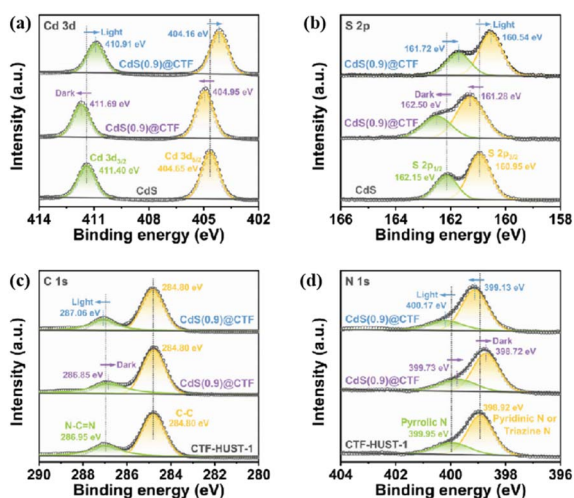 (a) Cd 3d
Light
404.16 eV
410.91 eV
CdS(0.9)@CTF
Dark
411.69 eV
404.95 eV
CdS(0.9)@CTF
Cd 3d3/2
411.40 eV
Cd 3d5/2
404.65 eV
CdS
Intensity (a.u.)
414 411 408 405 402
Binding energy (eV)
(b) S 2p
Light
160.54 eV
161.72 eV
CdS(0.9)@CTF
Dark
162.50 eV
161.28 eV
CdS(0.9)@CTF
S 2p1/2
162.15 eV
S 2p3/2
160.95 eV
CdS
Intensity (a.u.)
166 164 162 160 158
Binding energy (eV)
(c) C 1s
284.80 eV
Light
287.06 eV
CdS(0.9)@CTF
284.80 eV
Dark
286.85 eV
CdS(0.9)@CTF
N-C=N
286.95 eV
C-C
284.80 eV
CTF-HUST-1
Intensity (a.u.)
290 288 286 284 282 280
Binding energy (eV)
(d) N 1s
399.13 eV
Light
400.17 eV
CdS(0.9)@CTF
Dark
398.72 eV
399.73 eV
CdS(0.9)@CTF
Pyrrolic N
399.95 eV
398.92 eV
Pyridinic N or
Triazine N
CTF-HUST-1
Intensity (a.u.)
404 402 400 398 396
Binding energy (eV)